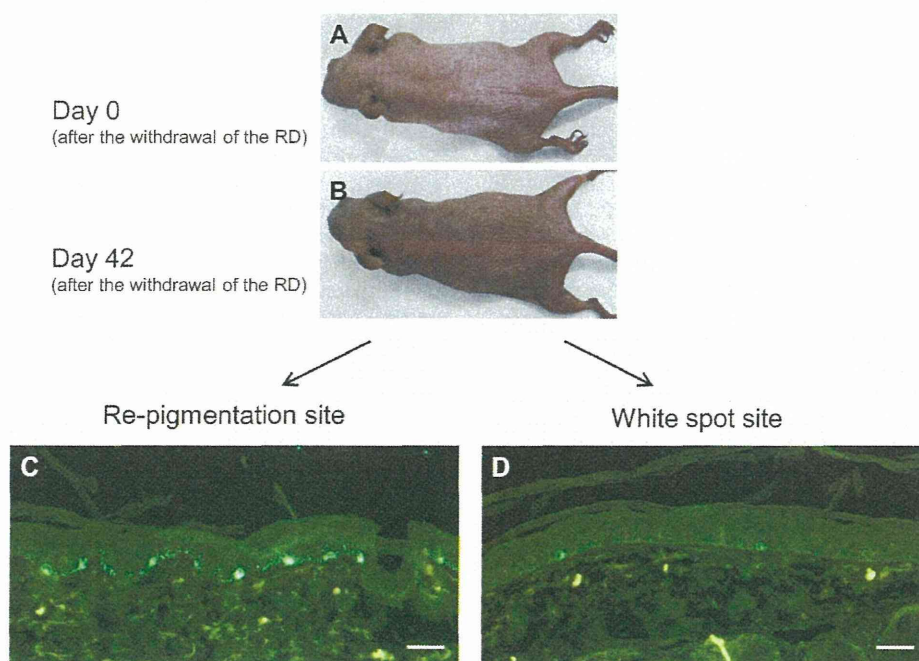 A
Day 0
(after the withdrawal of the RD)
B
Day 42
(after the withdrawal of the RD)
Re-pigmentation site
White spot site
C
D